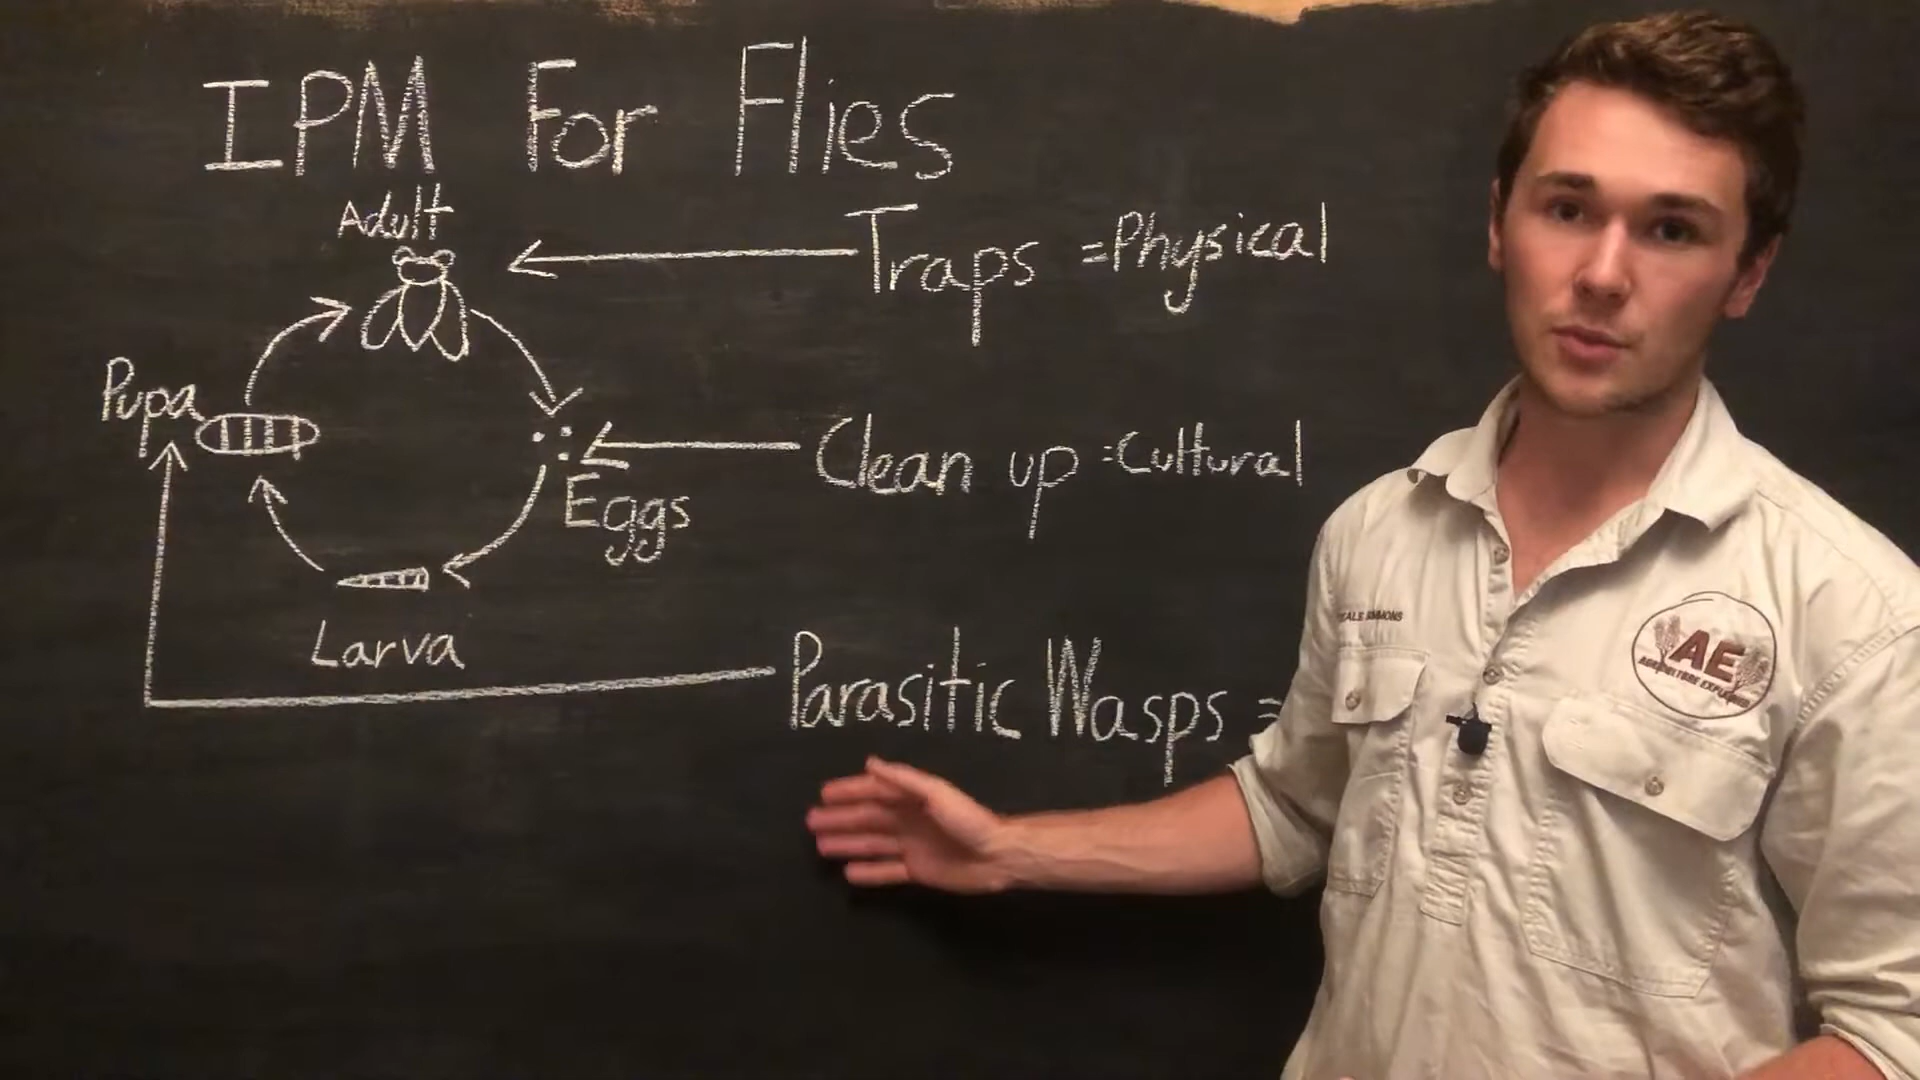 IPM For Flies
Adult
Traps = Physical
Pupa
Clean up = Cultural
Eggs
Larva
Parasitic Wasps =
AE